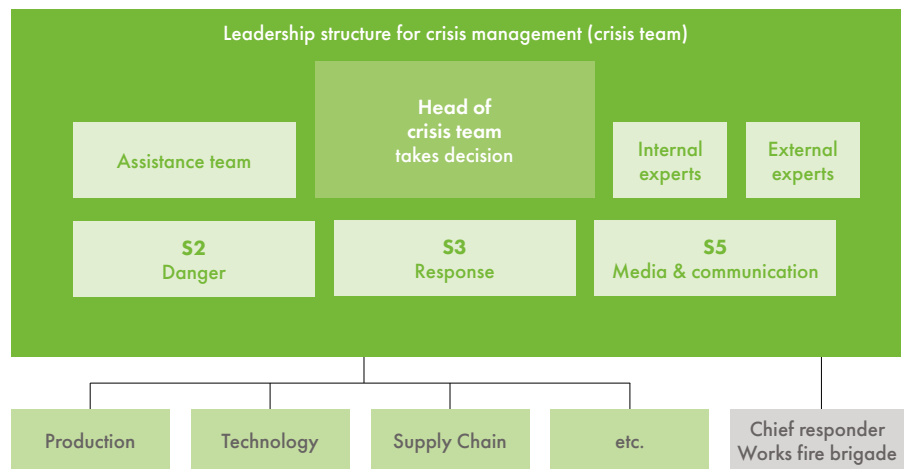 Leadership structure for crisis management (crisis team)
Head of
crisis team
takes decision
Assistance team
Internal
experts
External
experts
S2
Danger
S3
Response
S5
Media & communication
Production
Technology
Supply Chain
etc.
Chief responder
Works fire brigade